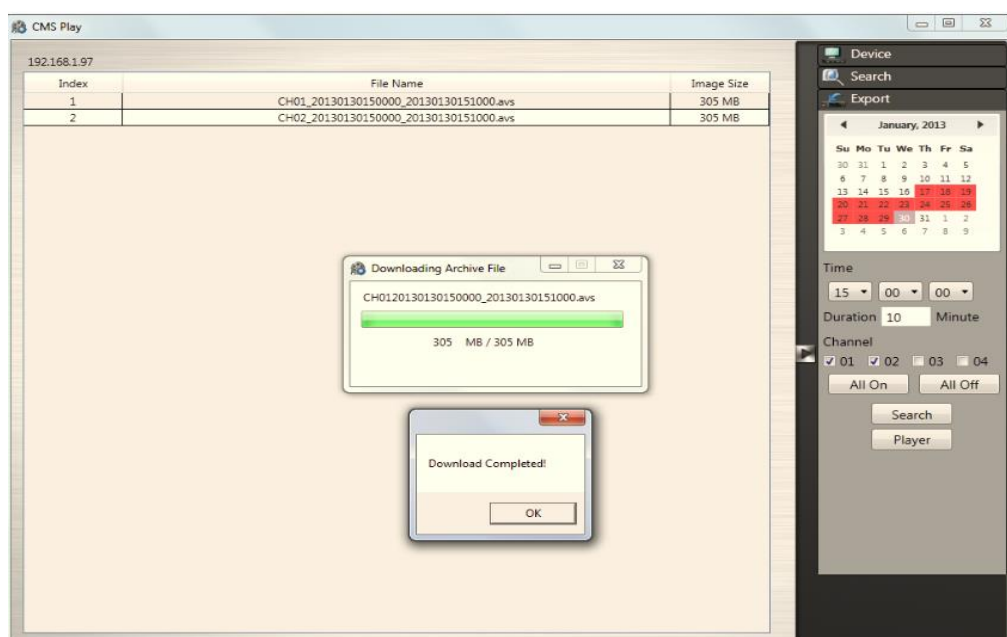 CMS Play
192.168.1.97
Index File Name Image Size
1 CH01_20130130150000_20130130151000.avs 305 MB
2 CH02_20130130150000_20130130151000.avs 305 MB
Downloading Archive File
CH0120130130150000_20130130151000.avs
305 MB / 305 MB
Download Completed!
OK
Device
Search
Export
January, 2013
Su Mo Tu We Th Fr Sa
30 31 1 2 3 4 5
6 7 8 9 10 11 12
13 14 15 16 17 18 19
20 21 22 23 24 25 26
27 28 29 30 31 1 2
3 4 5 6 7 8 9
Time
15 00 00
Duration 10 Minute
Channel
01 02 03 04
All On All Off
Search
Player